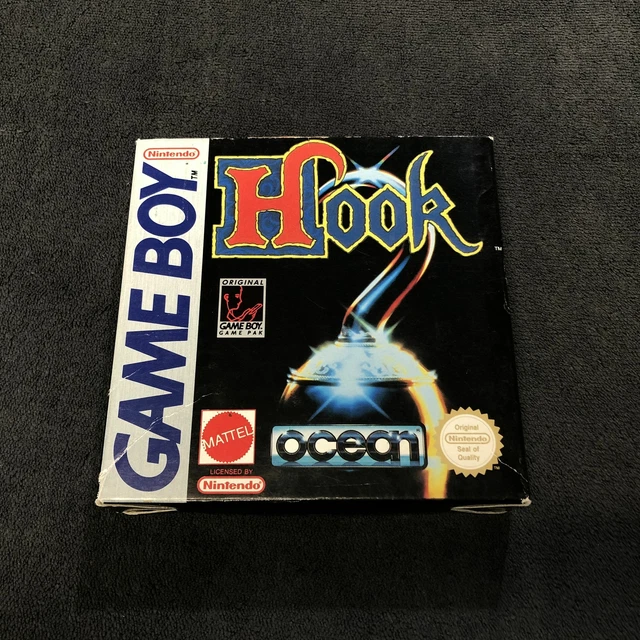 Nintendo
GAME BOY
TM
Hook
TM
ORIGINAL
GAME BOY
GAME PAK
MATTEL
LICENSED BY
Nintendo
ocean
Original
Nintendo
Seal of
Quality